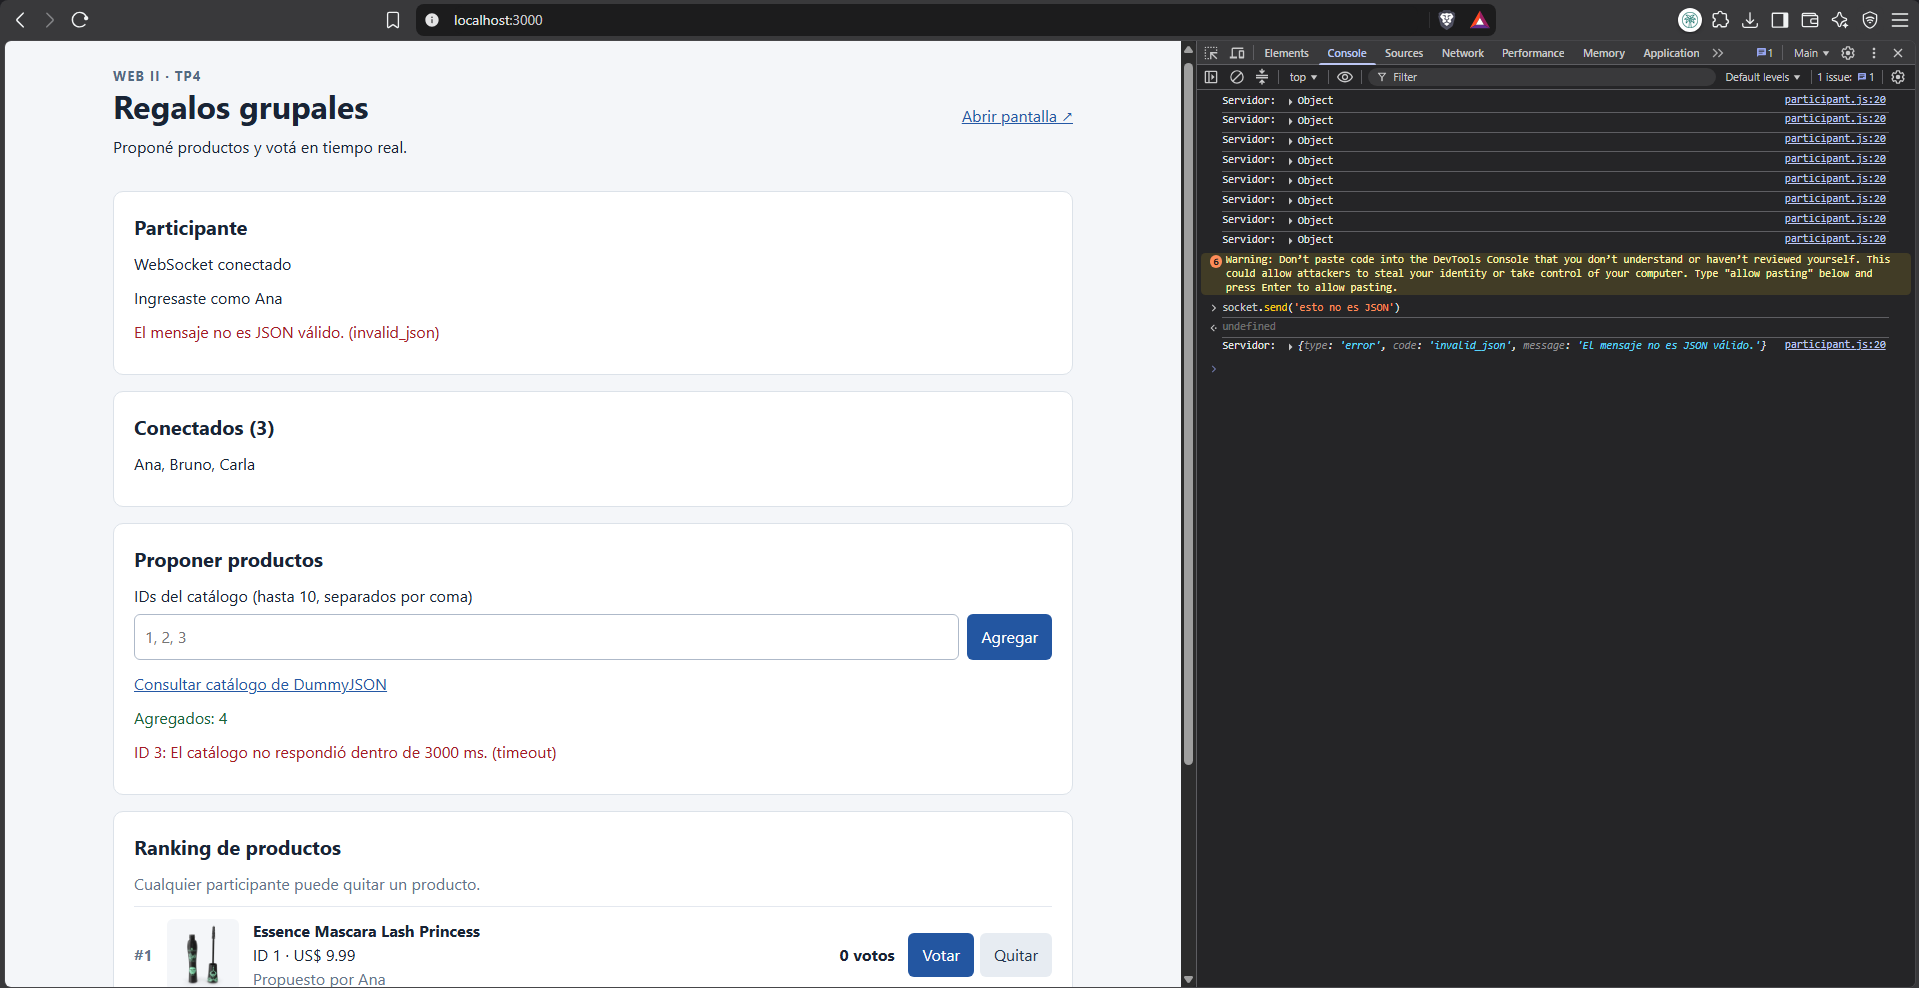 localhost:3000
WEB II · TP4
Regalos grupales
Abrir pantalla ↗
Proponé productos y votá en tiempo real.
Participante
WebSocket conectado
Ingresaste como Ana
El mensaje no es JSON válido. (invalid_json)
Conectados (3)
Ana, Bruno, Carla
Proponer productos
IDs del catálogo (hasta 10, separados por coma)
1, 2, 3
Agregar
Consultar catálogo de DummyJSON
Agregados: 4
ID 3: El catálogo no respondió dentro de 3000 ms. (timeout)
Ranking de productos
Cualquier participante puede quitar un producto.
#1
Essence Mascara Lash Princess
ID 1 · US$ 9.99
Propuesto por Ana
0 votos
Votar
Quitar
Elements Console Sources Network Performance Memory Application 1 Main
top Filter Default levels 1 issue: 1
Servidor: Object participant.js:20
Servidor: Object participant.js:20
Servidor: Object participant.js:20
Servidor: Object participant.js:20
Servidor: Object participant.js:20
Servidor: Object participant.js:20
Servidor: Object participant.js:20
Servidor: Object participant.js:20
6 Warning: Don’t paste code into the DevTools Console that you don’t understand or haven’t reviewed yourself. This
could allow attackers to steal your identity or take control of your computer. Type “allow pasting” below and
press Enter to allow pasting.
socket.send('esto no es JSON')
undefined
Servidor: {type: 'error', code: 'invalid_json', message: 'El mensaje no es JSON válido.'} participant.js:20